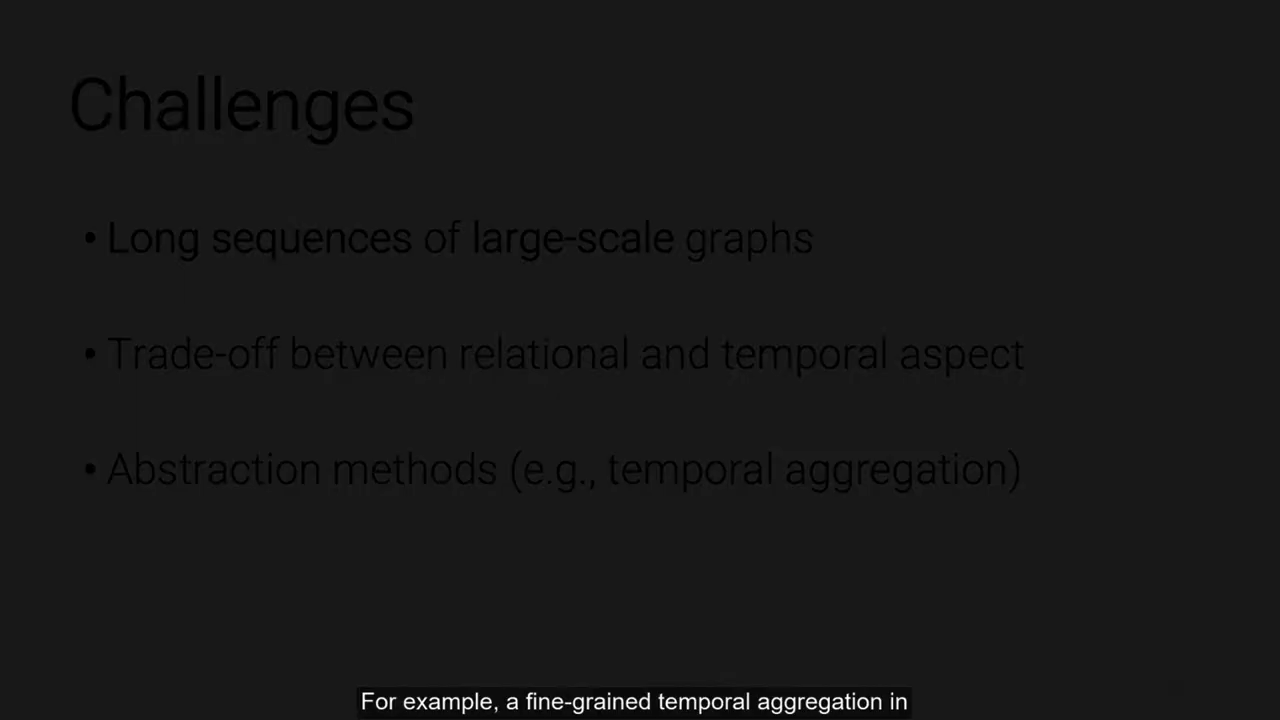 Challenges
• Long sequences of large-scale graphs
• Trade-off between relational and temporal aspect
• Abstraction methods (e.g., temporal aggregation)
For example, a fine-grained temporal aggregation in